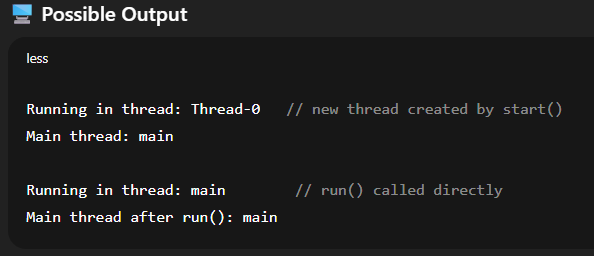 Possible Output
less
Running in thread: Thread-0 // new thread created by start()
Main thread: main
Running in thread: main // run() called directly
Main thread after run(): main